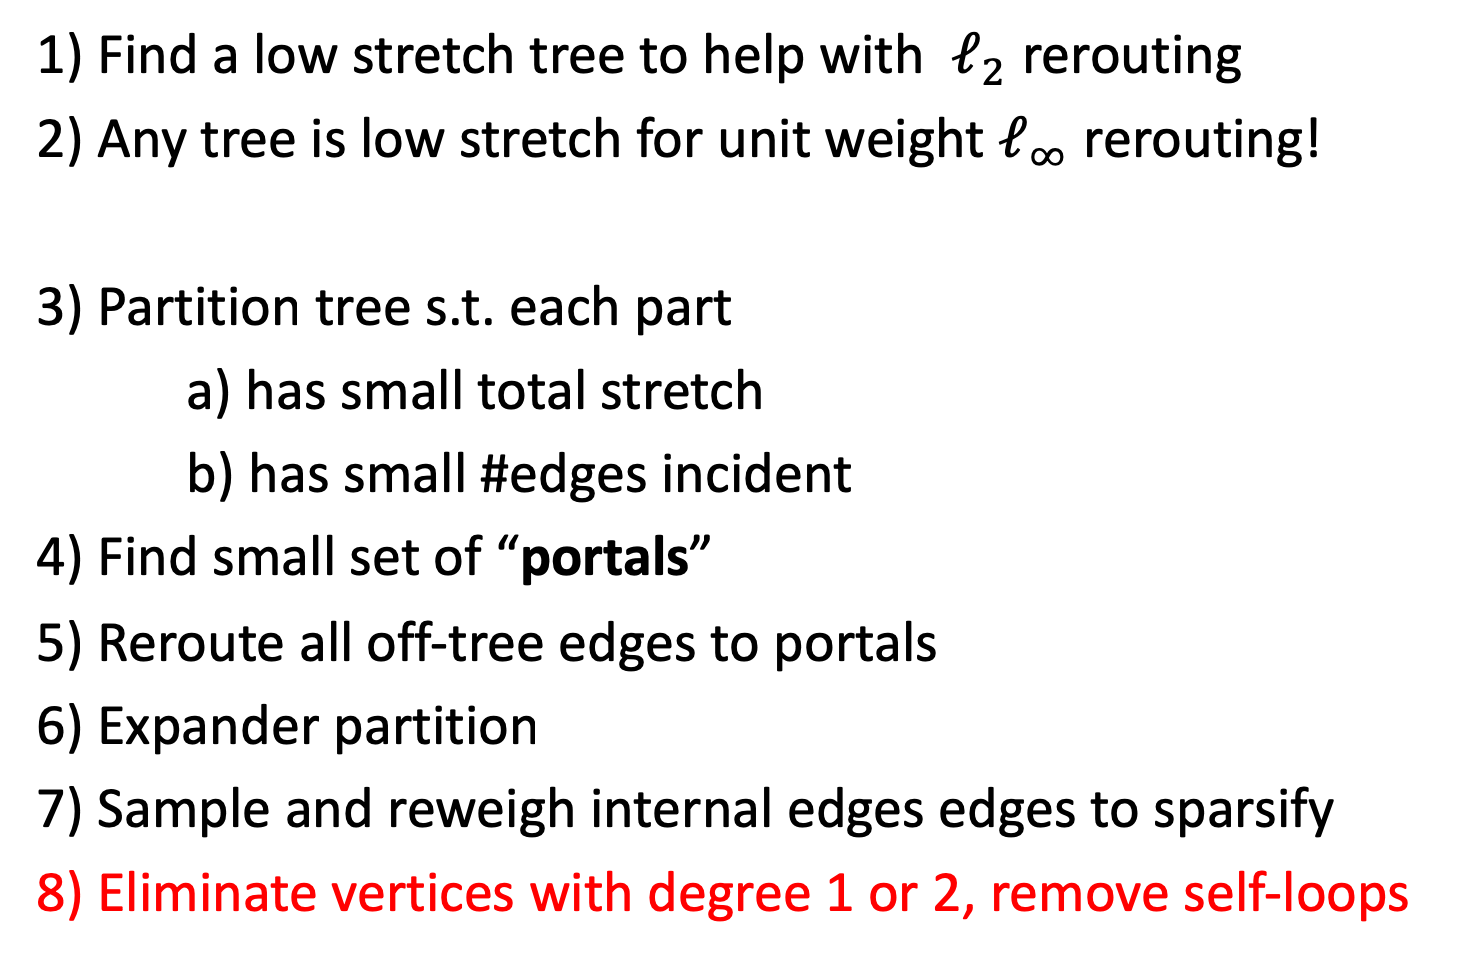 1) Find a low stretch tree to help with ℓ₂ rerouting
2) Any tree is low stretch for unit weight ℓ∞ rerouting!
3) Partition tree s.t. each part
a) has small total stretch
b) has small #edges incident
4) Find small set of “portals”
5) Reroute all off-tree edges to portals
6) Expander partition
7) Sample and reweigh internal edges edges to sparsify
8) Eliminate vertices with degree 1 or 2, remove self-loops